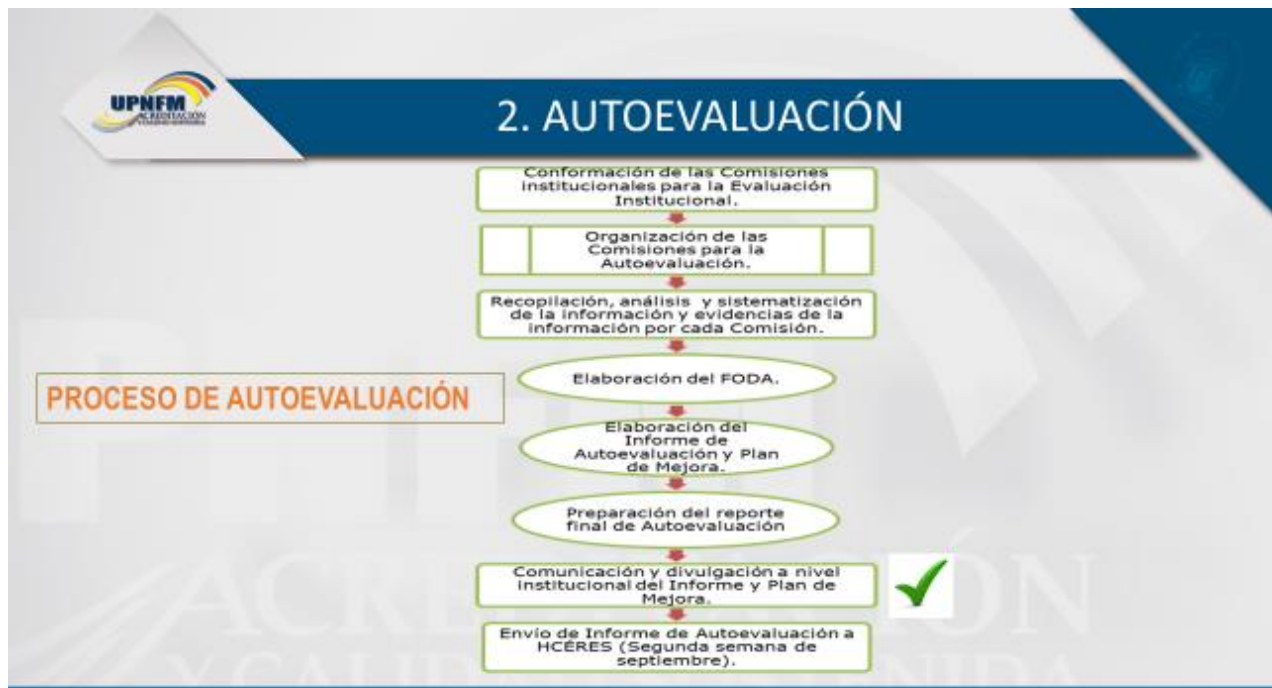 UPNFM
ACREDITACIÓN
2. AUTOEVALUACIÓN
Conformación de las Comisiones
institucionales para la Evaluación
Institucional.
Organización de las
Comisiones para la
Autoevaluación.
Recopilación, análisis y sistematización
de la información y evidencias de la
información por cada Comisión.
PROCESO DE AUTOEVALUACIÓN
Elaboración del FODA.
Elaboración del
Informe de
Autoevaluación y Plan
de Mejora.
Preparación del reporte
final de Autoevaluación
Comunicación y divulgación a nivel
institucional del Informe y Plan de
Mejora.
Envío de Informe de Autoevaluación a
HCÉRES (Segunda semana de
septiembre).